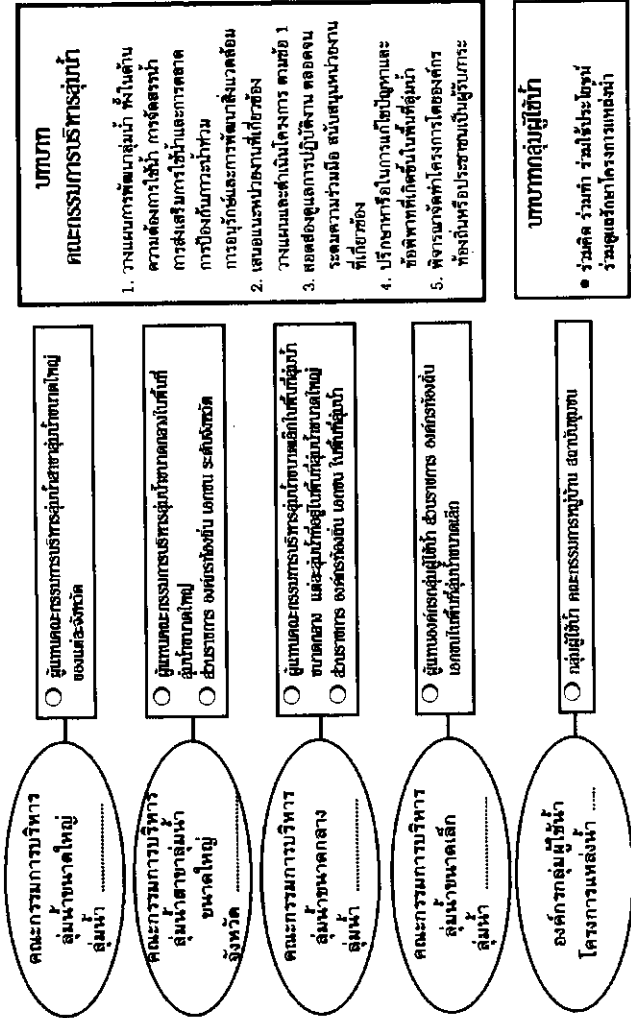 คณะกรรมการบริหาร
ลุ่มน้ำขนาดใหญ่
ลุ่มน้ำ ....................
○ ผู้แทนคณะกรรมการบริหารลุ่มน้ำสาขาลุ่มน้ำขนาดใหญ่
ของแต่ละจังหวัด
คณะกรรมการบริหาร
ลุ่มน้ำสาขาลุ่มน้ำ
ขนาดใหญ่
จังหวัด ....................
○ ผู้แทนคณะกรรมการบริหารลุ่มน้ำขนาดกลางในพื้นที่
ลุ่มน้ำขนาดใหญ่
○ ส่วนราชการ องค์กรท้องถิ่น เอกชน ระดับจังหวัด
คณะกรรมการบริหาร
ลุ่มน้ำขนาดกลาง
ลุ่มน้ำ ....................
○ ผู้แทนคณะกรรมการบริหารลุ่มน้ำขนาดเล็กในพื้นที่ลุ่มน้ำ
ขนาดกลาง แต่ละลุ่มน้ำที่อยู่ในพื้นที่ลุ่มน้ำขนาดใหญ่
○ ส่วนราชการ องค์กรท้องถิ่น เอกชน ในพื้นที่ลุ่มน้ำ
คณะกรรมการบริหาร
ลุ่มน้ำขนาดเล็ก
ลุ่มน้ำ ....................
○ ผู้แทนองค์กรกลุ่มผู้ใช้น้ำ ส่วนราชการ องค์กรท้องถิ่น
เอกชนในพื้นที่ลุ่มน้ำขนาดเล็ก
องค์กรกลุ่มผู้ใช้น้ำ
โครงการแหล่งน้ำ ......
○ กลุ่มผู้ใช้น้ำ คณะกรรมการหมู่บ้าน สถาบันชุมชน
บทบาท
คณะกรรมการบริหารลุ่มน้ำ
1. วางแผนการพัฒนาลุ่มน้ำ ทั้งในด้าน
ความต้องการใช้น้ำ การจัดสรรน้ำ
การส่งเสริมการใช้น้ำและการตลาด
การป้องกันภาวะน้ำท่วม
การอนุรักษ์และการพัฒนาสิ่งแวดล้อม
2. เสนอแนะหน่วยงานที่เกี่ยวข้อง
วางแผนและดำเนินโครงการ ตามข้อ 1
3. สอดส่องดูแลการปฏิบัติงาน ตลอดจน
ระดมความร่วมมือ สนับสนุนหน่วยงาน
ที่เกี่ยวข้อง
4. ปรึกษาหารือในการแก้ไขปัญหาและ
ข้อพิพาทที่เกิดขึ้นในพื้นที่ลุ่มน้ำ
5. พิจารณาจัดทำโครงการโดยองค์กร
ท้องถิ่นหรือประชาชนเป็นผู้รับภาระ
บทบาทกลุ่มผู้ใช้น้ำ
● ร่วมคิด ร่วมทำ ร่วมใช้ประโยชน์
ร่วมดูแลรักษาโครงการแหล่งน้ำ